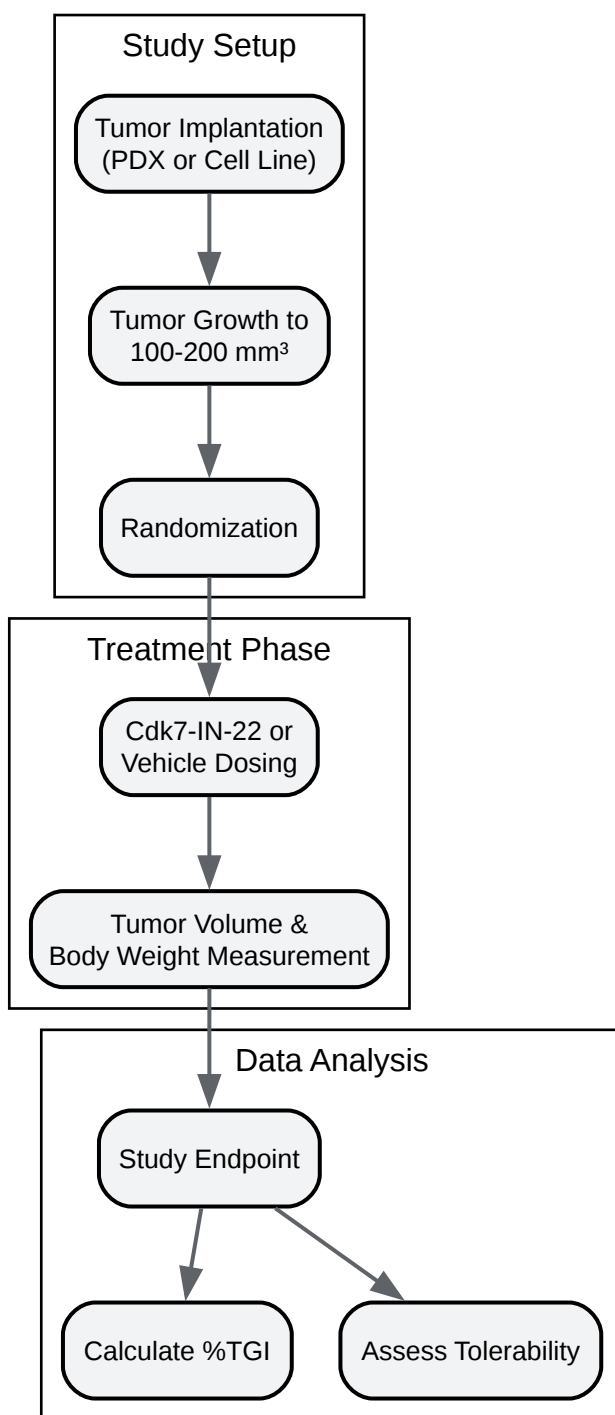 Study Setup
Tumor Implantation
(PDX or Cell Line)
Tumor Growth to
100-200 mm³
Randomization
Treatment Phase
Cdk7-IN-22 or
Vehicle Dosing
Tumor Volume &
Body Weight Measurement
Data Analysis
Study Endpoint
Calculate %TGI
Assess Tolerability